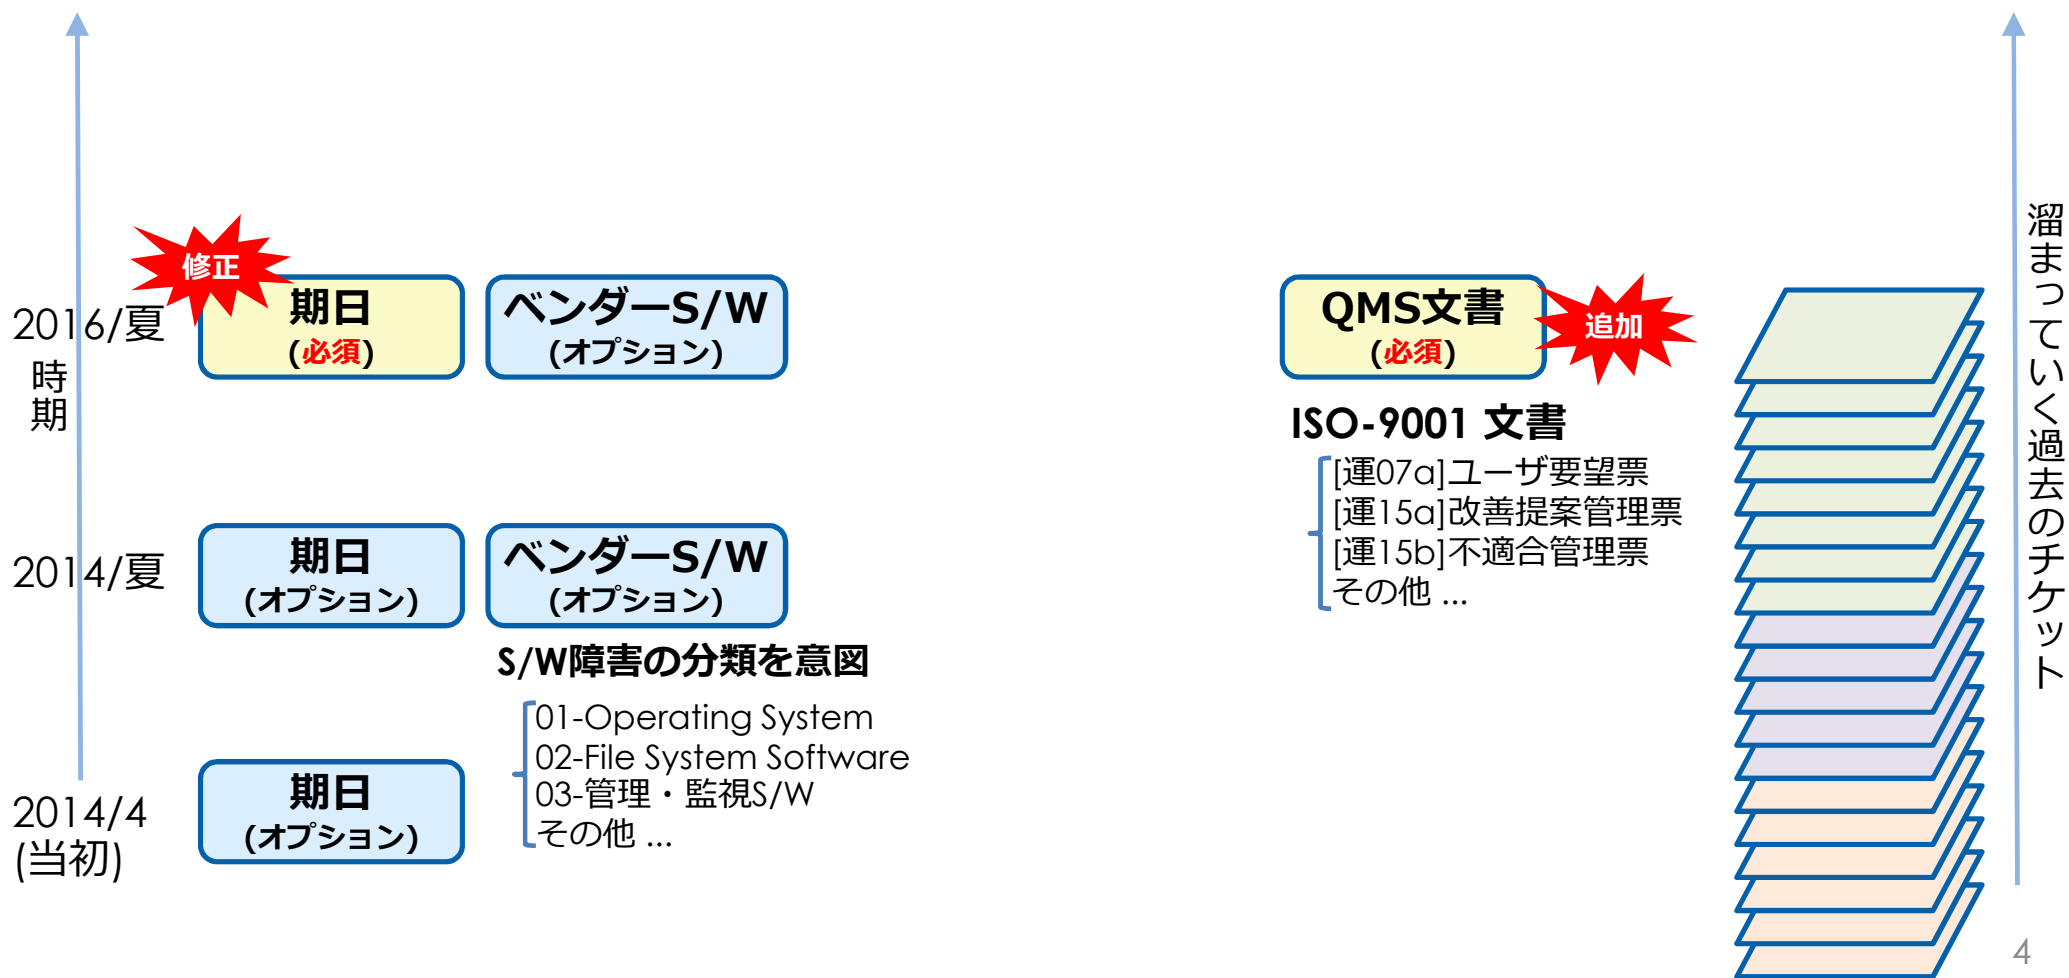 修正
2016/夏
期日
(必須)
ベンダーS/W
(オプション)
QMS文書
(必須)
追加
時期
ISO-9001 文書
[運07a]ユーザ要望票
[運15a]改善提案管理票
[運15b]不適合管理票
その他 ...
2014/夏
期日
(オプション)
ベンダーS/W
(オプション)
S/W障害の分類を意図
01-Operating System
02-File System Software
03-管理・監視S/W
その他 ...
2014/4
(当初)
期日
(オプション)
溜まっていく過去のチケット
4